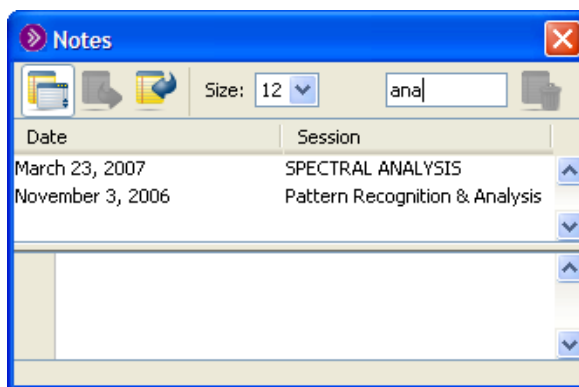 Notes
Size: 12 ana
Date Session
March 23, 2007 SPECTRAL ANALYSIS
November 3, 2006 Pattern Recognition & Analysis